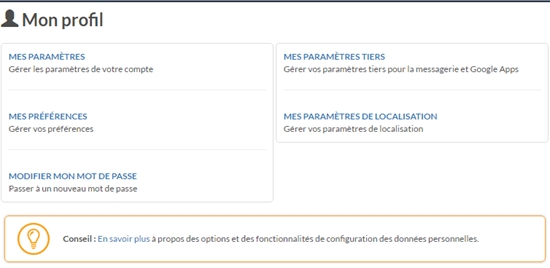 Mon profil
MES PARAMÈTRES
Gérer les paramètres de votre compte
MES PRÉFÉRENCES
Gérer vos préférences
MODIFIER MON MOT DE PASSE
Passer à un nouveau mot de passe
MES PARAMÈTRES TIERS
Gérer vos paramètres tiers pour la messagerie et Google Apps
MES PARAMÈTRES DE LOCALISATION
Gérer vos paramètres de localisation
Conseil : En savoir plus à propos des options et des fonctionnalités de configuration des données personnelles.